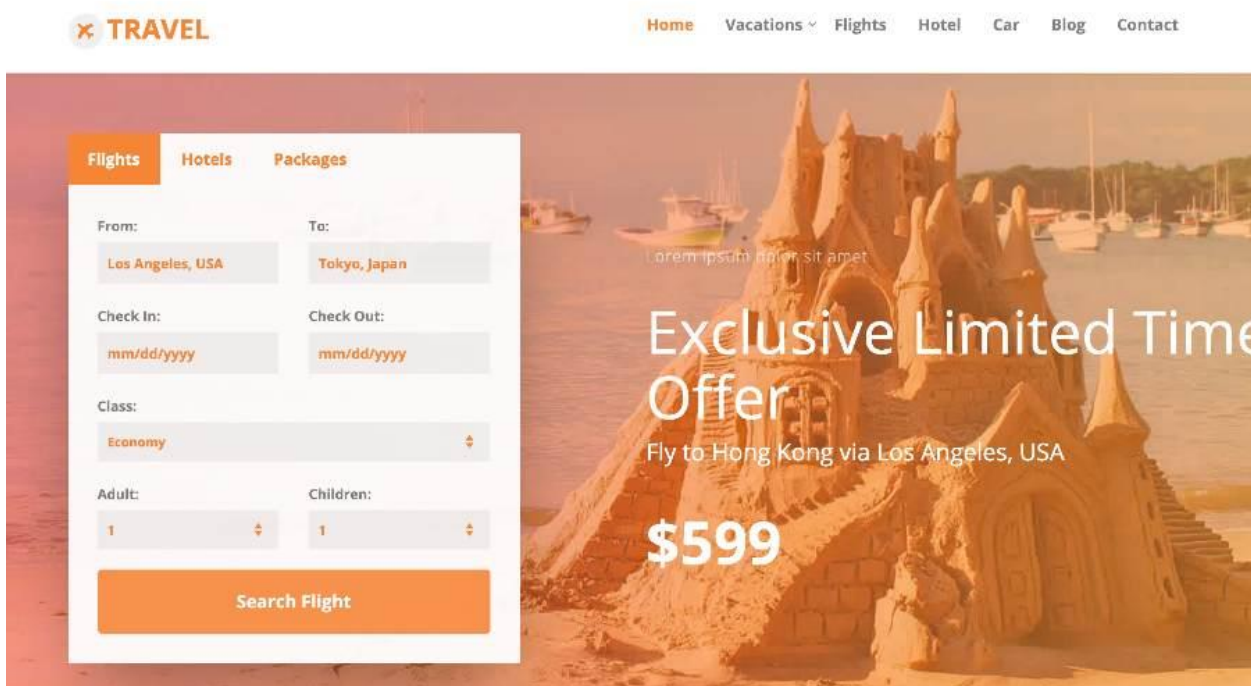 TRAVEL
Home Vacations Flights Hotel Car Blog Contact
Flights Hotels Packages
From: To:
Los Angeles, USA Tokyo, Japan
Check In: Check Out:
mm/dd/yyyy mm/dd/yyyy
Class:
Economy
Adult: Children:
1 1
Search Flight
Lorem ipsum dolor sit amet
Exclusive Limited Time
Offer
Fly to Hong Kong via Los Angeles, USA
$599